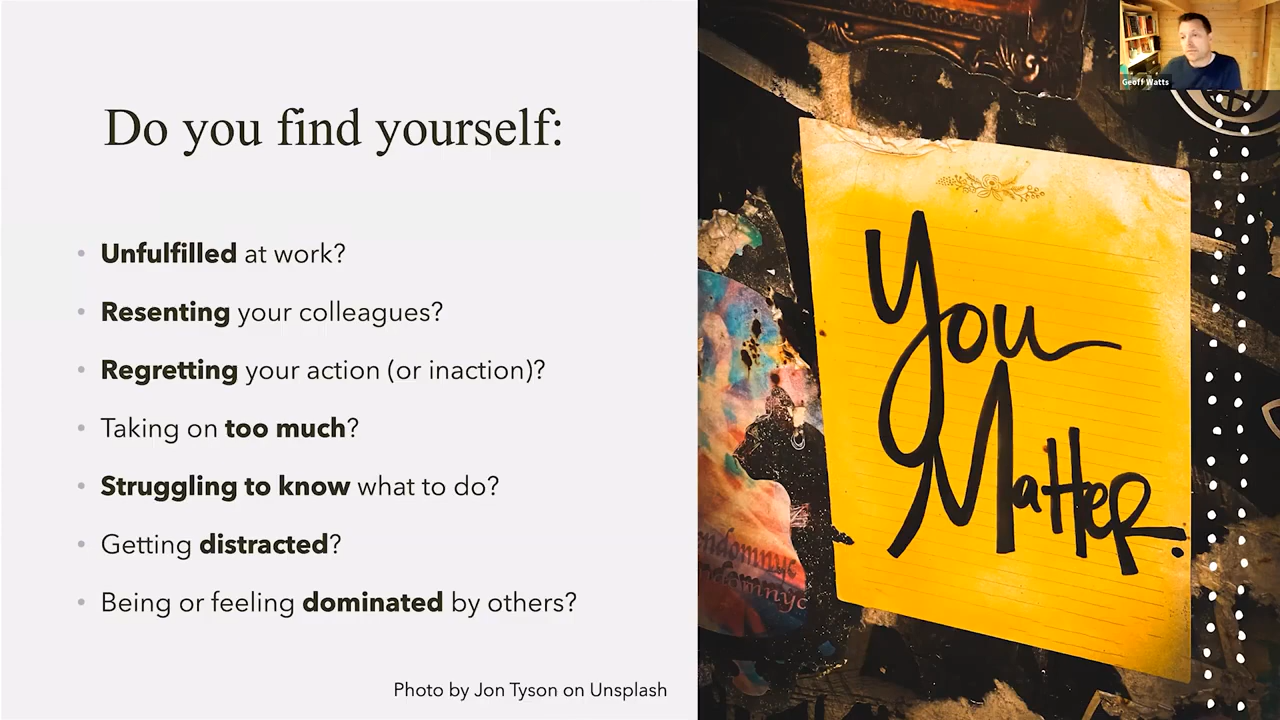 Do you find yourself:
• Unfulfilled at work?
• Resenting your colleagues?
• Regretting your action (or inaction)?
• Taking on too much?
• Struggling to know what to do?
• Getting distracted?
• Being or feeling dominated by others?
Photo by Jon Tyson on Unsplash
Geoff Watts
You
Matter.
ndomnyc
ndomnyc